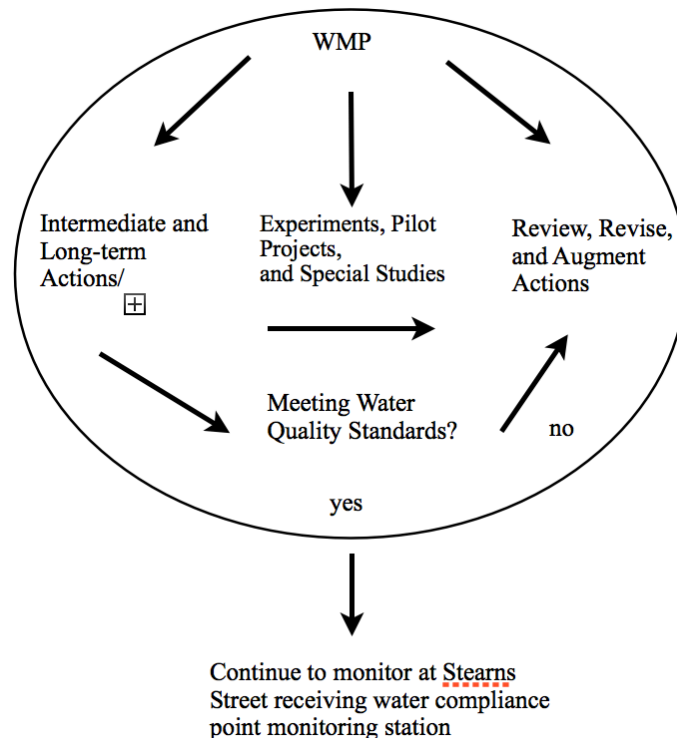 WMP
Intermediate and
Long-term
Actions/
Experiments, Pilot
Projects,
and Special Studies
Review, Revise,
and Augment
Actions
Meeting Water
Quality Standards?
no
yes
Continue to monitor at Stearns
Street receiving water compliance
point monitoring station